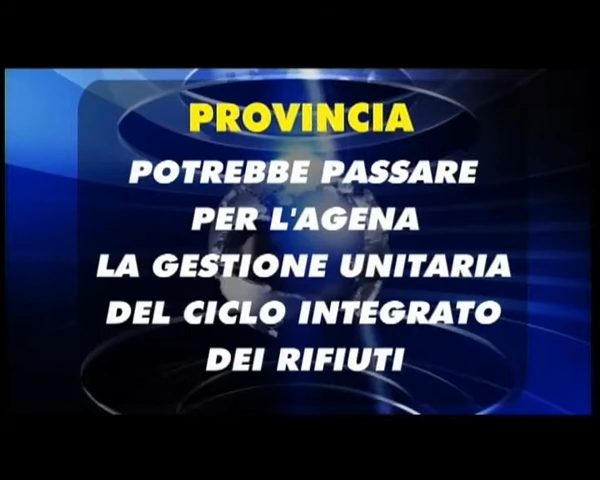 PROVINCIA
POTREBBE PASSARE
PER L'AGENA
LA GESTIONE UNITARIA
DEL CICLO INTEGRATO
DEI RIFIUTI